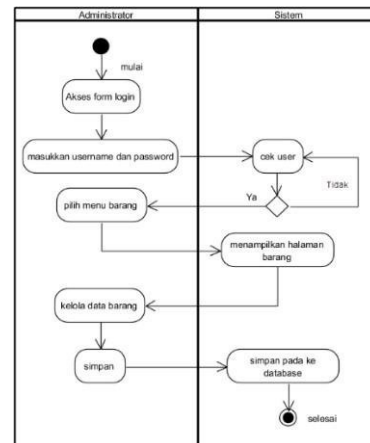 Administrator
Sistem
mulai
Akses form login
masukkan username dan password
cek user
Tidak
Ya
pilih menu barang
menampilkan halaman
barang
kelola data barang
simpan
simpan pada ke
database
selesai